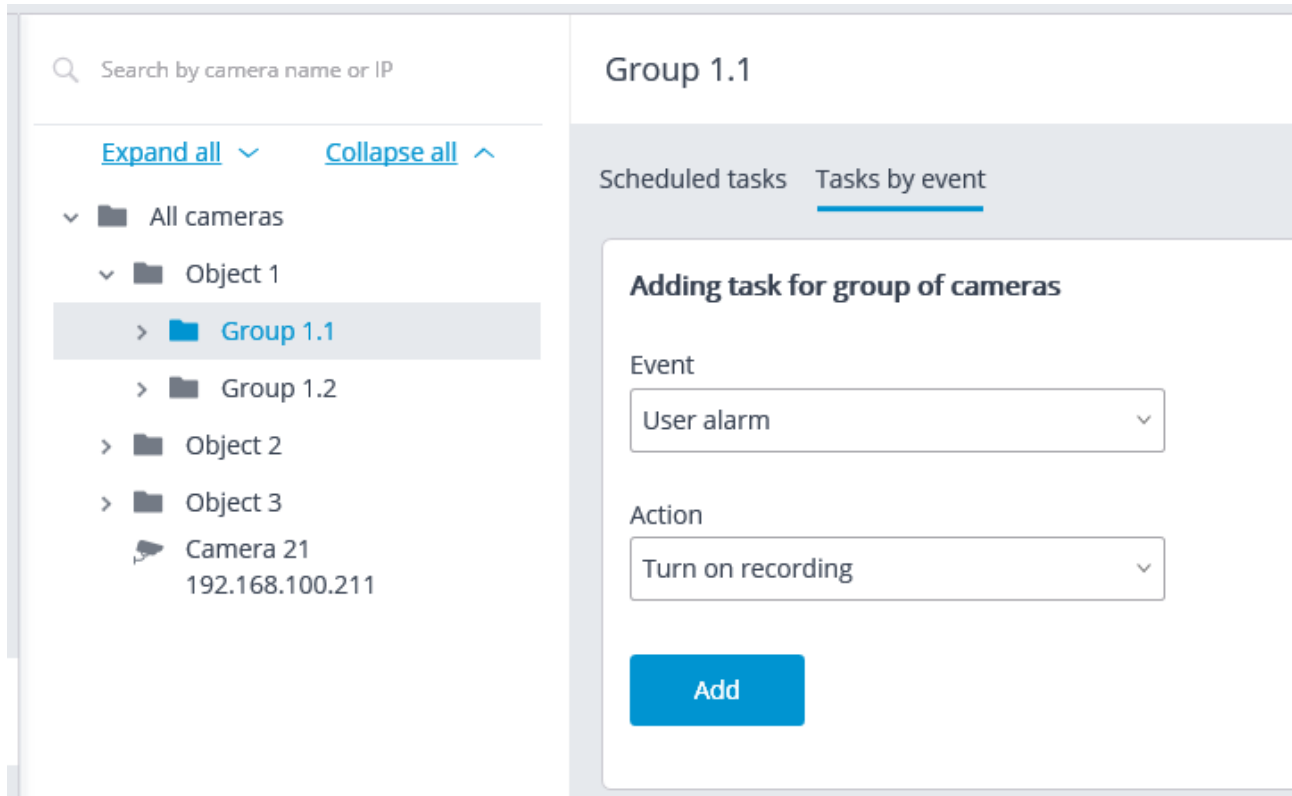 Search by camera name or IP
Expand all
Collapse all
All cameras
Object 1
Group 1.1
Group 1.2
Object 2
Object 3
Camera 21
192.168.100.211
Group 1.1
Scheduled tasks
Tasks by event
Adding task for group of cameras
Event
User alarm
Action
Turn on recording
Add